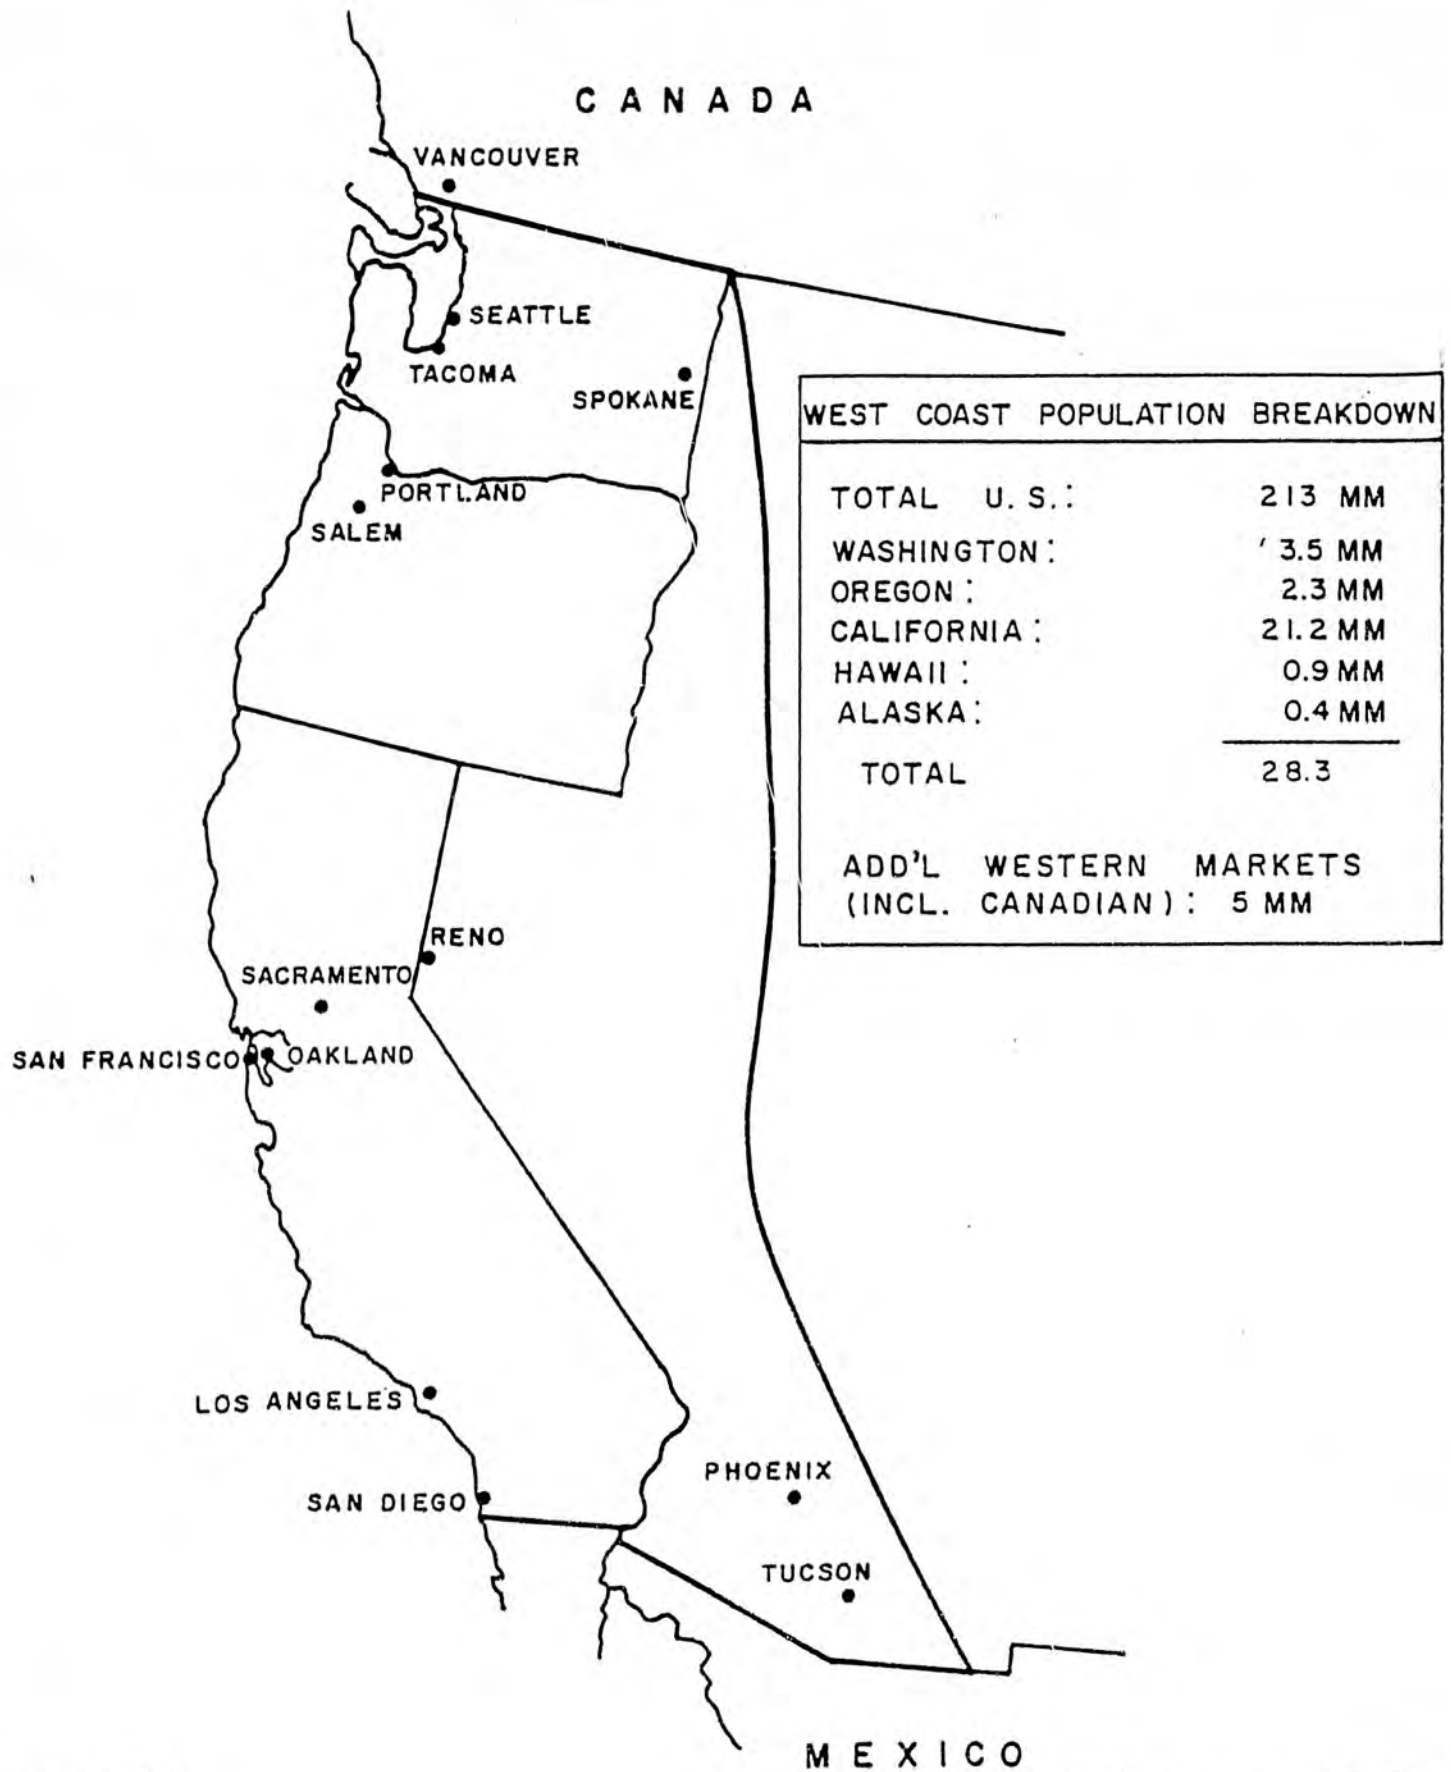 CANADA
VANCOUVER
SEATTLE
TACOMA
SPOKANE
PORTLAND
SALEM
WEST COAST POPULATION BREAKDOWN
TOTAL U.S.: 213 MM
WASHINGTON: 3.5 MM
OREGON: 2.3 MM
CALIFORNIA: 21.2 MM
HAWAII: 0.9 MM
ALASKA: 0.4 MM
TOTAL 28.3
ADD'L WESTERN MARKETS
(INCL. CANADIAN): 5 MM
RENO
SACRAMENTO
SAN FRANCISCO
OAKLAND
LOS ANGELES
SAN DIEGO
PHOENIX
TUCSON
MEXICO